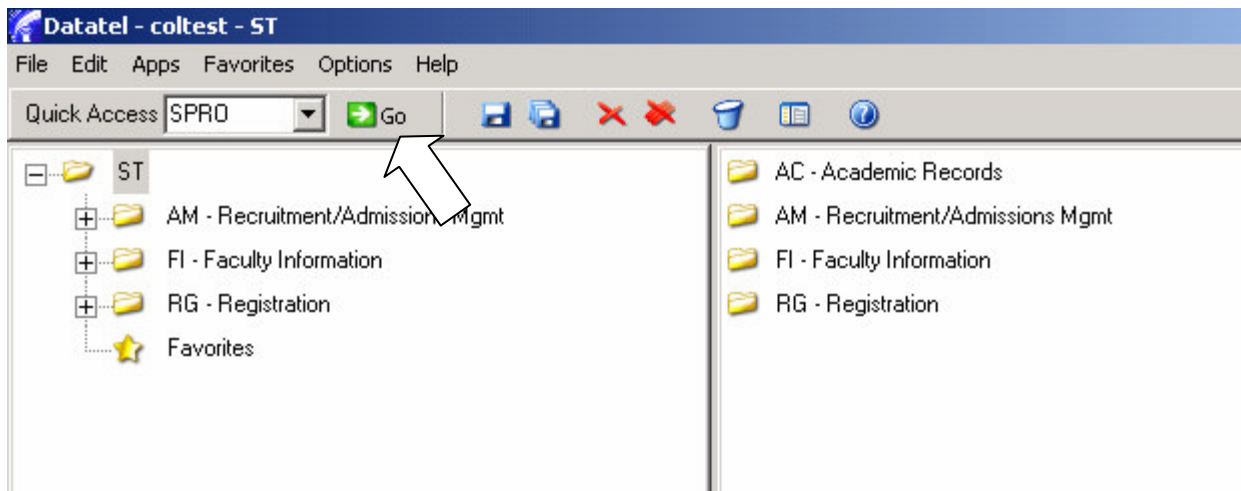 Datatel - coltest - ST
File Edit Apps Favorites Options Help
Quick Access SPRO Go
ST
AM - Recruitment/Admission Mgmt
FI - Faculty Information
RG - Registration
Favorites
AC - Academic Records
AM - Recruitment/Admissions Mgmt
FI - Faculty Information
RG - Registration